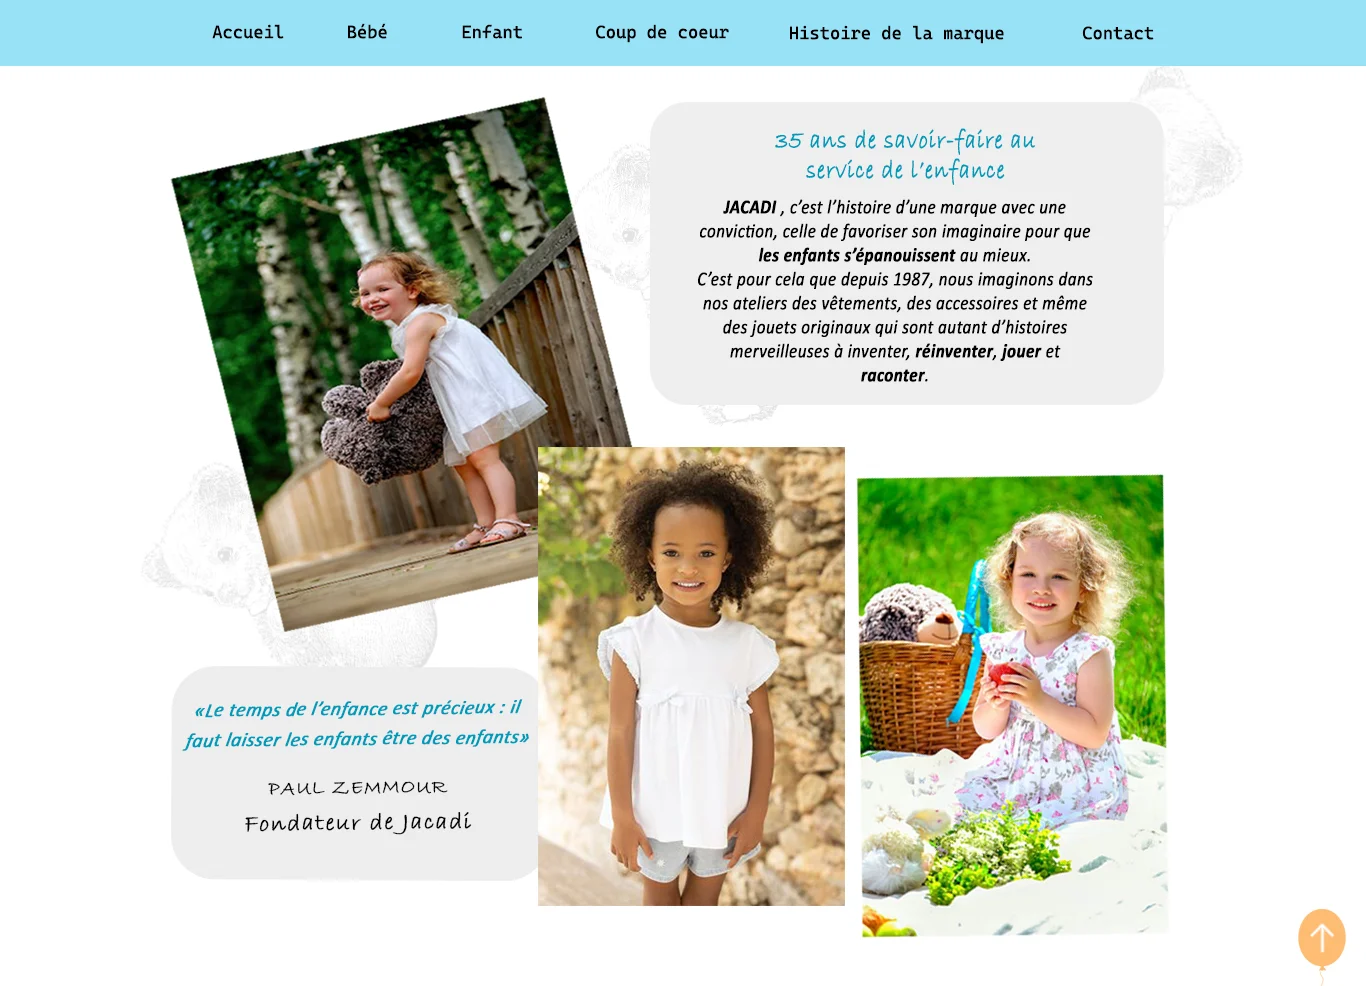 Accueil Bébé Enfant Coup de coeur Histoire de la marque Contact
35 ans de savoir-faire au
service de l'enfance
JACADI , c'est l'histoire d'une marque avec une
conviction, celle de favoriser son imaginaire pour que
les enfants s'épanouissent au mieux.
C'est pour cela que depuis 1987, nous imaginons dans
nos ateliers des vêtements, des accessoires et même
des jouets originaux qui sont autant d'histoires
merveilleuses à inventer, réinventer, jouer et
raconter.
«Le temps de l'enfance est précieux : il
faut laisser les enfants être des enfants»
PAUL ZEMMOUR
Fondateur de Jacadi